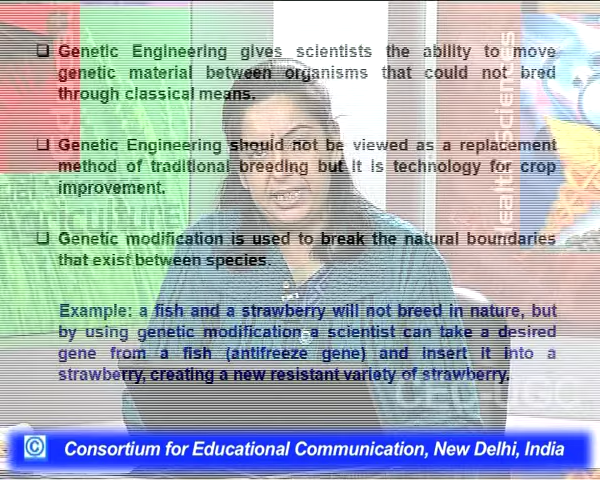 ❑ Genetic Engineering gives scientists the ability to move
genetic material between organisms that could not bred
through classical means.
❑ Genetic Engineering should not be viewed as a replacement
method of traditional breeding but it is technology for crop
improvement.
❑ Genetic modification is used to break the natural boundaries
that exist between species.
Example: a fish and a strawberry will not breed in nature, but
by using genetic modification a scientist can take a desired
gene from a fish (antifreeze gene) and insert it into a
strawberry, creating a new resistant variety of strawberry.
Health Sciences
Agriculture
© Consortium for Educational Communication, New Delhi, India